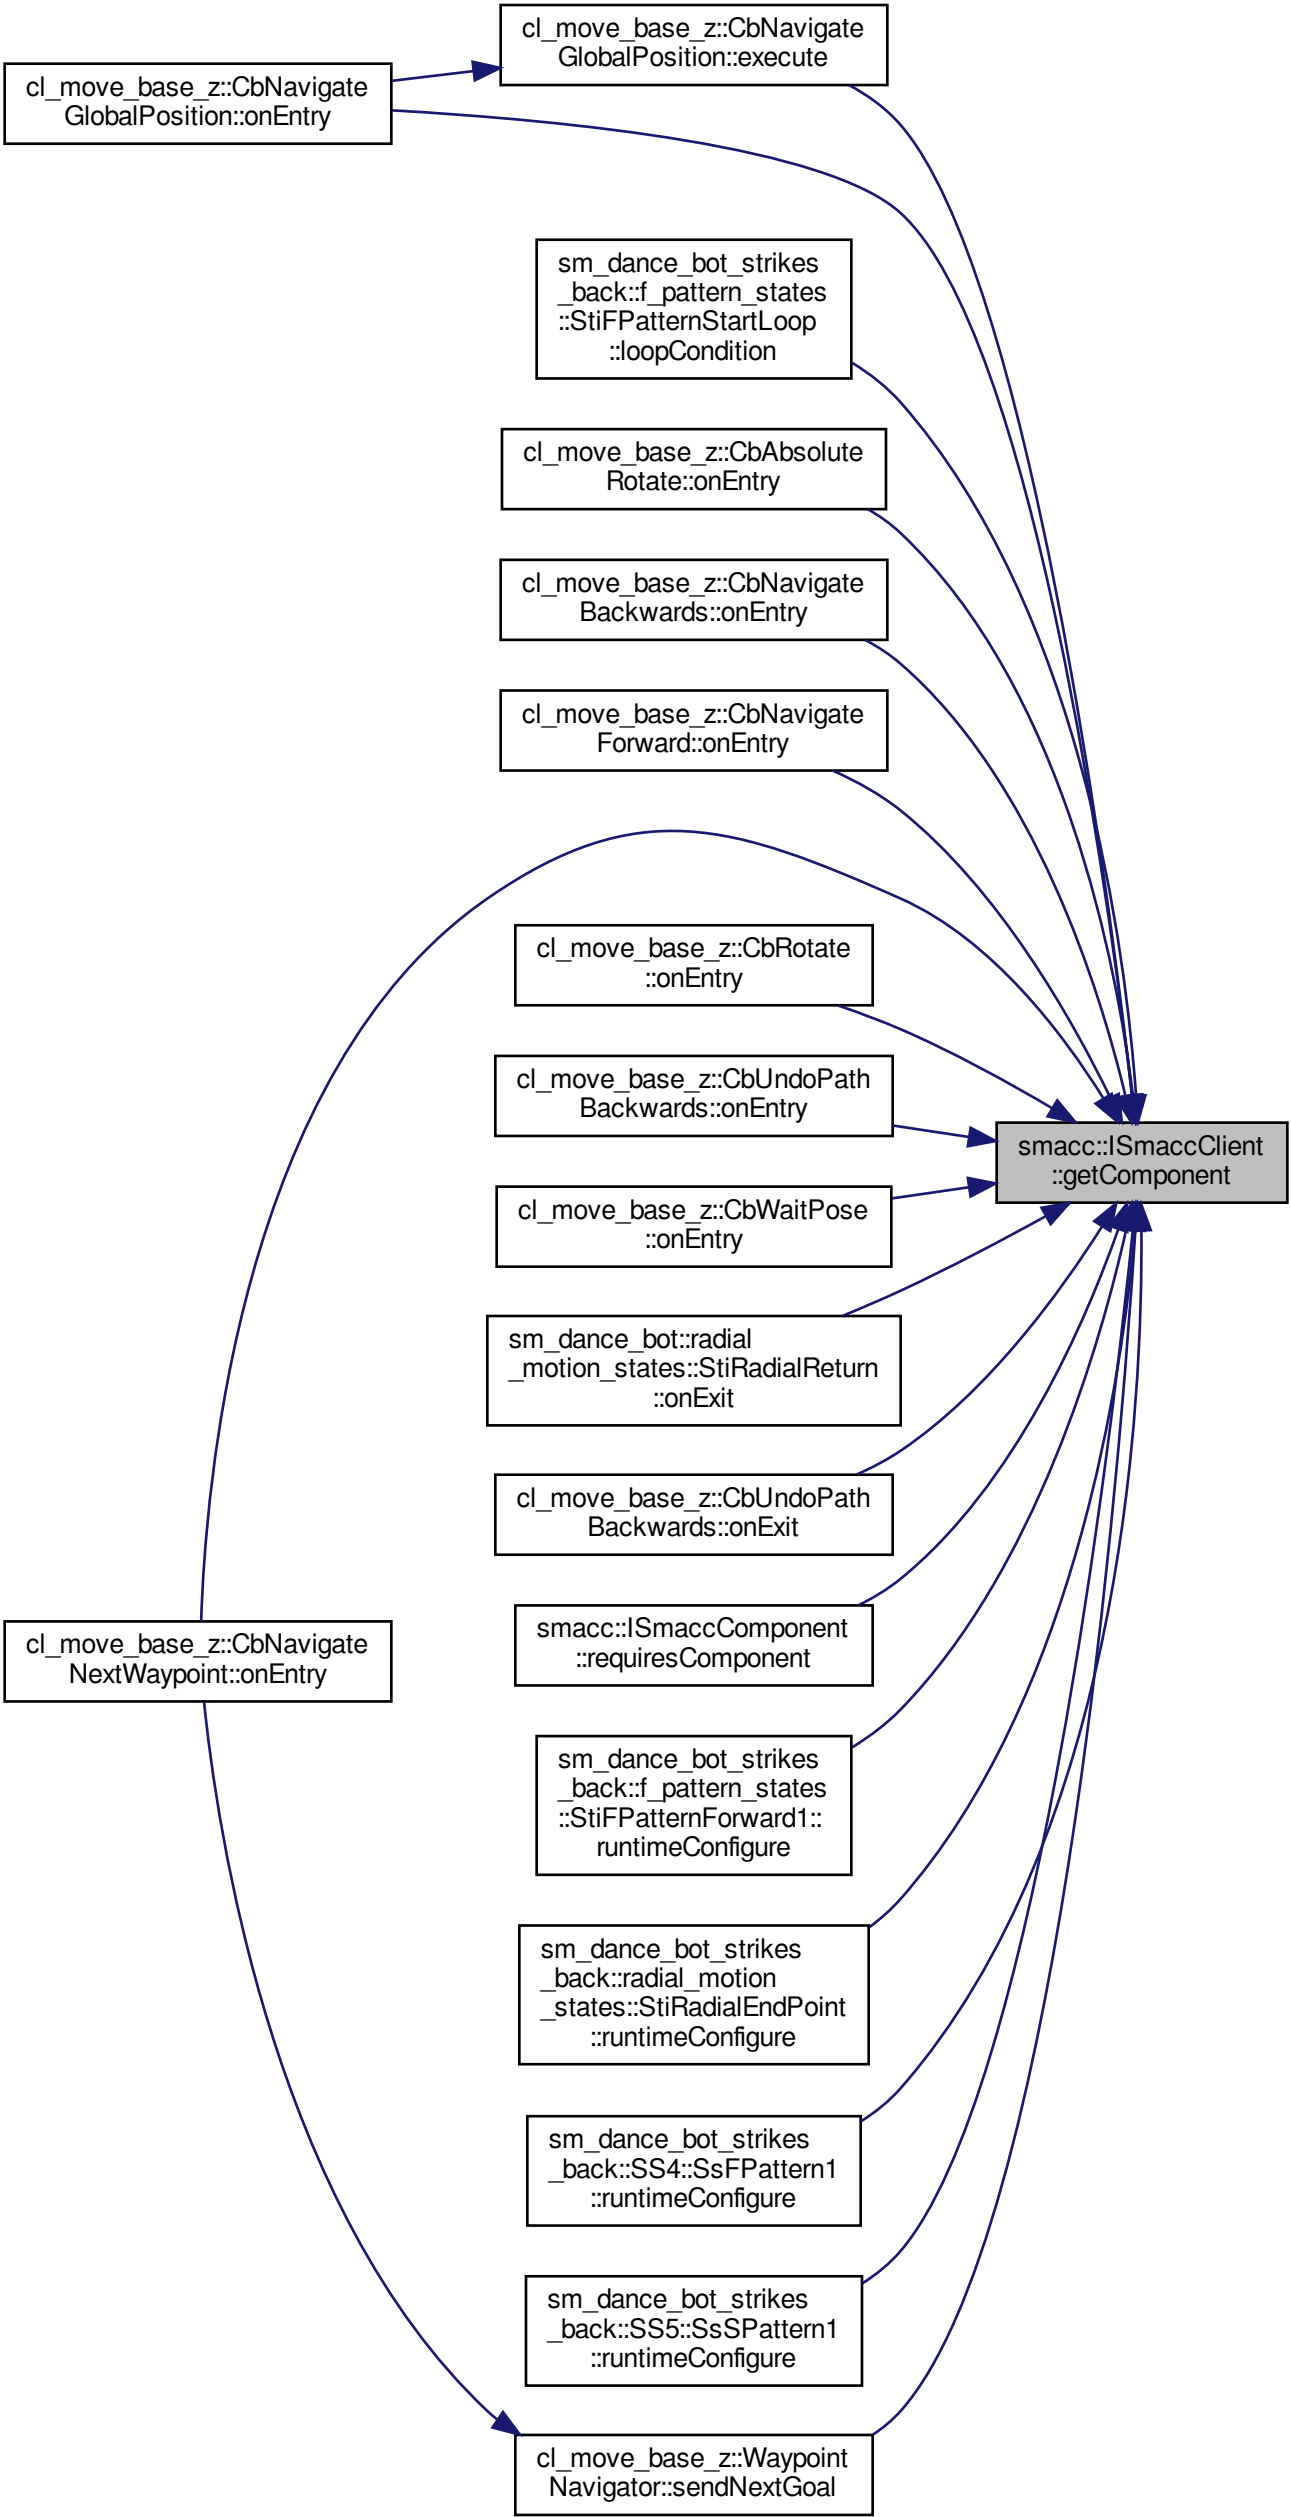 cl_move_base_z::CbNavigate
GlobalPosition::execute
cl_move_base_z::CbNavigate
GlobalPosition::onEntry
sm_dance_bot_strikes
_back::f_pattern_states
::StiFPatternStartLoop
::loopCondition
cl_move_base_z::CbAbsolute
Rotate::onEntry
cl_move_base_z::CbNavigate
Backwards::onEntry
cl_move_base_z::CbNavigate
Forward::onEntry
cl_move_base_z::CbRotate
::onEntry
cl_move_base_z::CbUndoPath
Backwards::onEntry
smacc::ISmaccClient
::getComponent
cl_move_base_z::CbWaitPose
::onEntry
sm_dance_bot::radial
_motion_states::StiRadialReturn
::onExit
cl_move_base_z::CbUndoPath
Backwards::onExit
smacc::ISmaccComponent
::requiresComponent
cl_move_base_z::CbNavigate
NextWaypoint::onEntry
sm_dance_bot_strikes
_back::f_pattern_states
::StiFPatternForward1::
runtimeConfigure
sm_dance_bot_strikes
_back::radial_motion
_states::StiRadialEndPoint
::runtimeConfigure
sm_dance_bot_strikes
_back::SS4::SsFPattern1
::runtimeConfigure
sm_dance_bot_strikes
_back::SS5::SsSPattern1
::runtimeConfigure
cl_move_base_z::Waypoint
Navigator::sendNextGoal